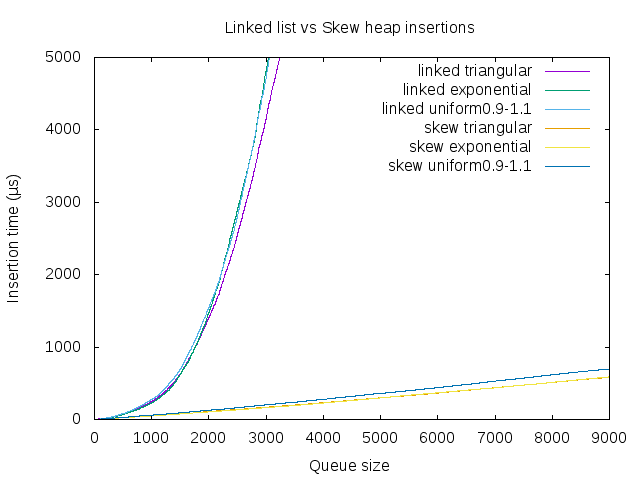 Linked list vs Skew heap insertions
5000
4000
3000
2000
1000
0
Insertion time (µs)
linked triangular
linked exponential
linked uniform0.9-1.1
skew triangular
skew exponential
skew uniform0.9-1.1
0 1000 2000 3000 4000 5000 6000 7000 8000 9000
Queue size